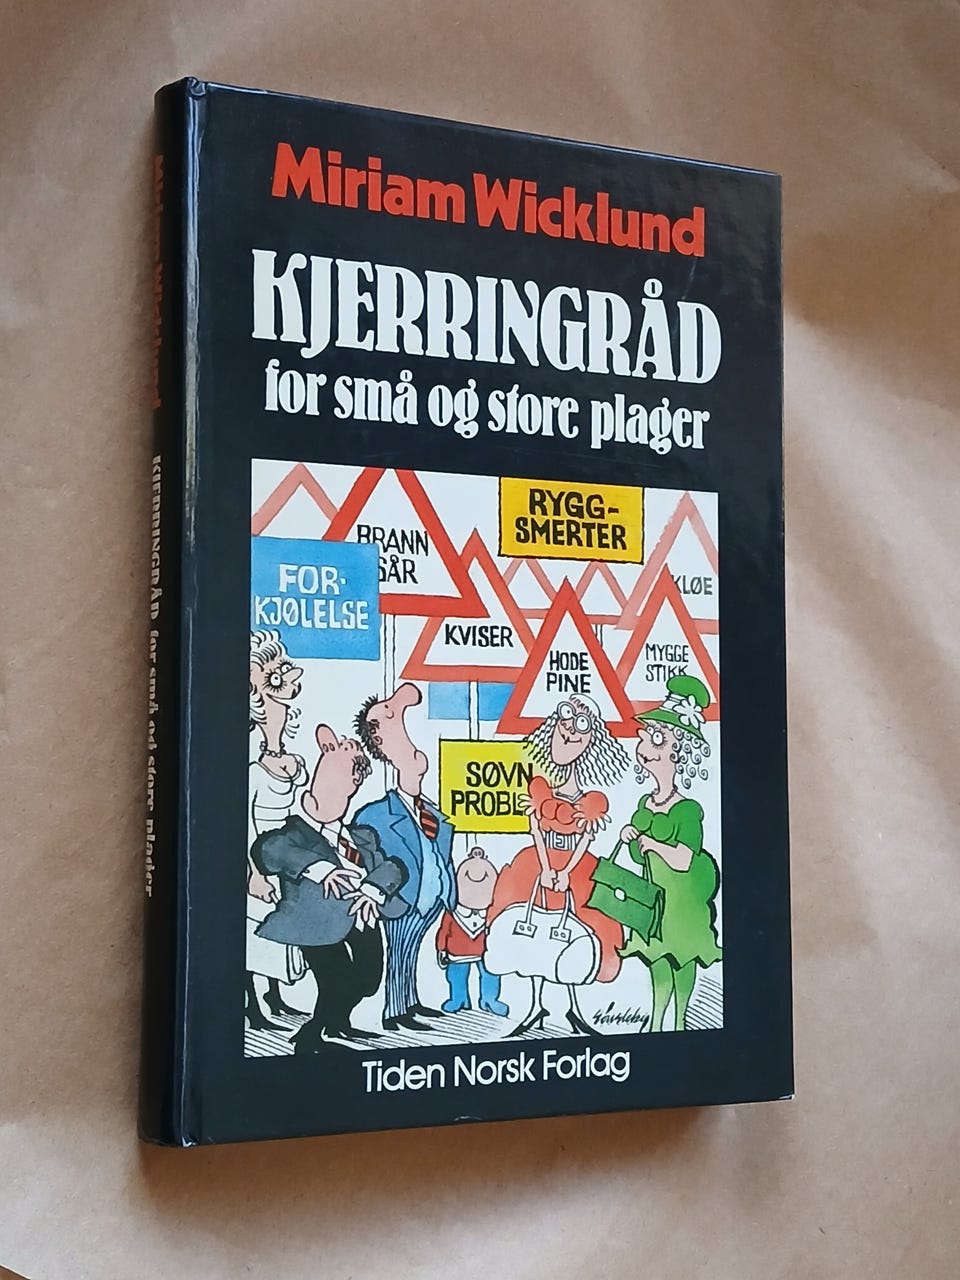 Miriam Wicklund
KJERRINGRÅD
for små og store plager
RYGG-
SMERTER
BRANN
SÅR
FOR-
KJØLELSE
KLØE
KVISER
HODE
PINE
MYGGE
STIKK
SØVN
PROBLE
Tiden Norsk Forlag
Miriam Wicklund KJERRINGRÅD for små og store plager